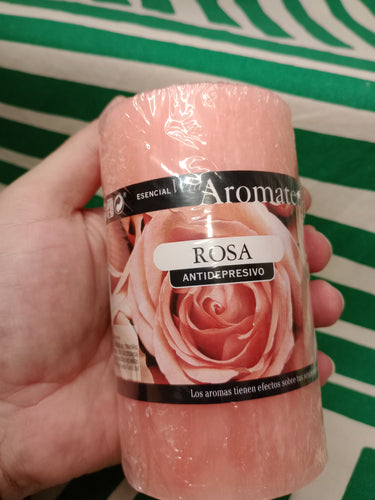 ESENCIAL
Aromate
ROSA
ANTIDEPRESIVO
Los aromas tienen efectos sobre